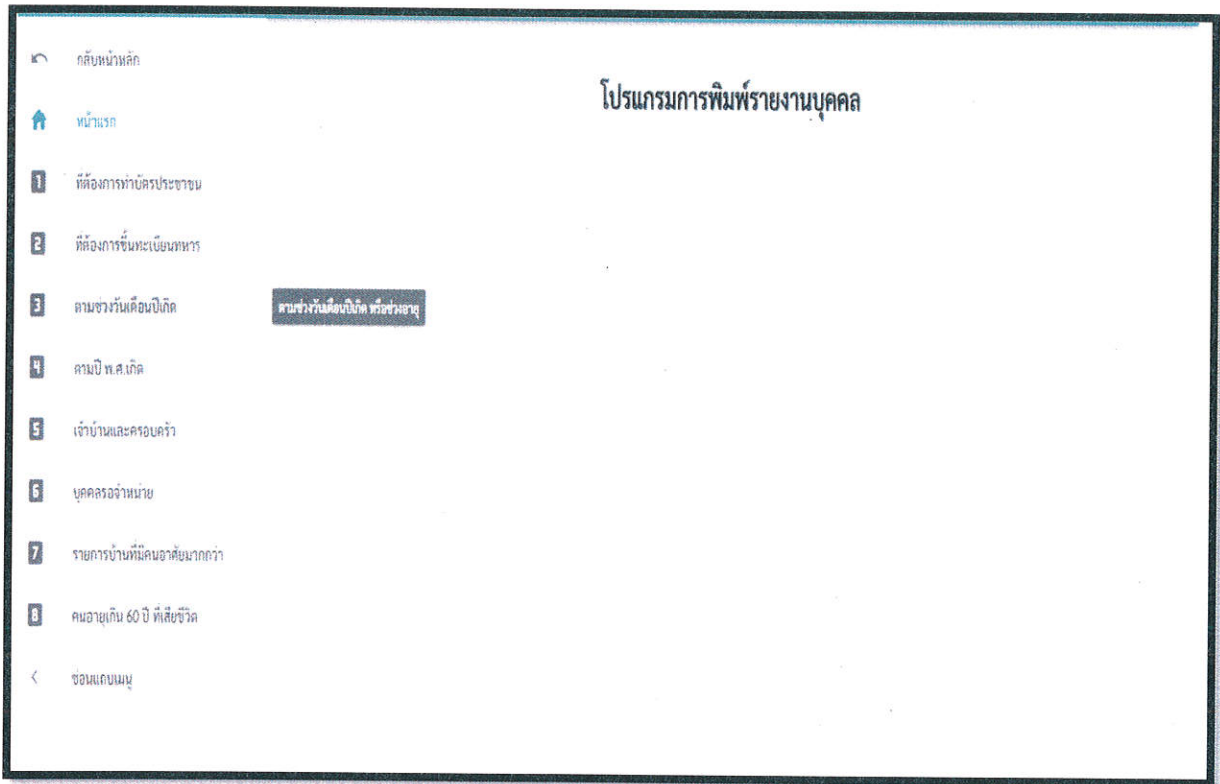 กลับหน้าหลัก
โปรแกรมการพิมพ์รายงานบุคคล
หน้าแรก
1 ที่ต้องการทำบัตรประชาชน
2 ที่ต้องการขึ้นทะเบียนทหาร
3 ตามช่วงวันเดือนปีเกิด
ตามช่วงวันเดือนปีเกิด หรือช่วงอายุ
4 ตามปี พ.ศ.เกิด
5 เจ้าบ้านและครอบครัว
6 บุคคลรอจำหน่าย
7 รายการบ้านที่มีคนอาศัยมากกว่า
8 คนอายุเกิน 60 ปี ที่เสียชีวิต
ซ่อนแถบเมนู